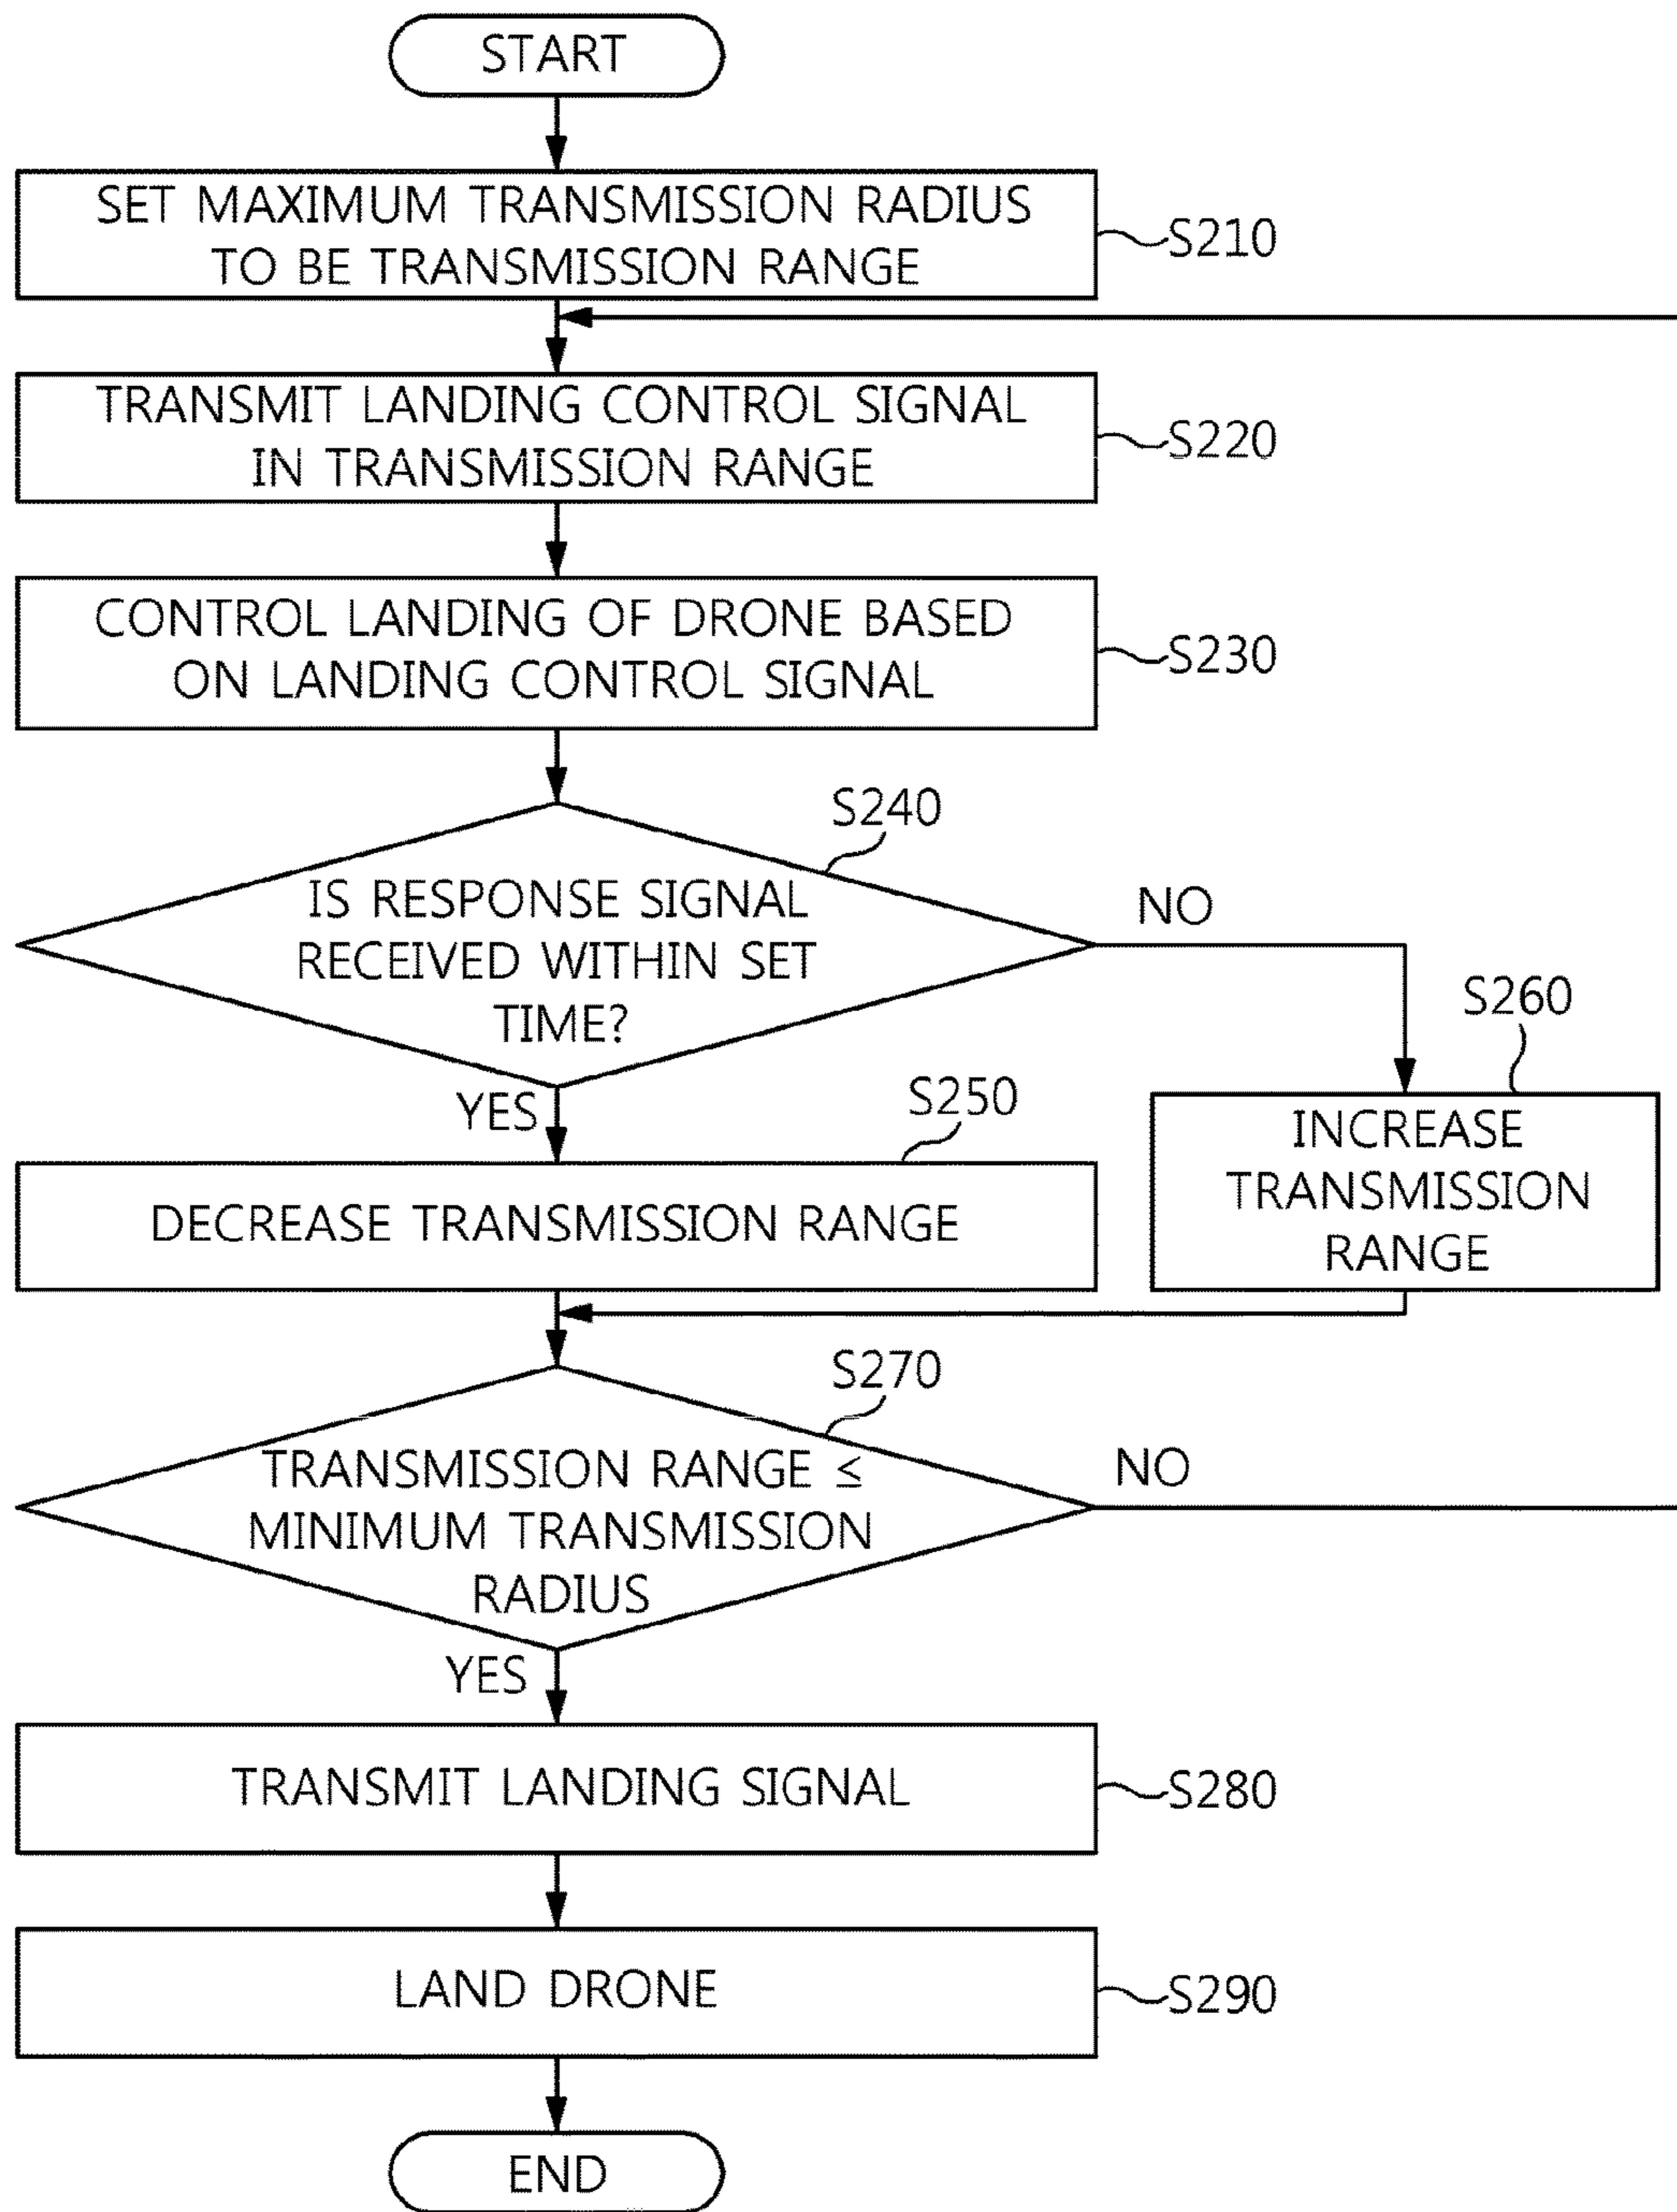 START
SET MAXIMUM TRANSMISSION RADIUS
TO BE TRANSMISSION RANGE
S210
TRANSMIT LANDING CONTROL SIGNAL
IN TRANSMISSION RANGE
S220
CONTROL LANDING OF DRONE BASED
ON LANDING CONTROL SIGNAL
S230
S240
IS RESPONSE SIGNAL
RECEIVED WITHIN SET
TIME?
NO
YES
S260
INCREASE
TRANSMISSION
RANGE
S250
DECREASE TRANSMISSION RANGE
S270
TRANSMISSION RANGE ≤
MINIMUM TRANSMISSION
RADIUS
NO
YES
TRANSMIT LANDING SIGNAL
S280
LAND DRONE
S290
END